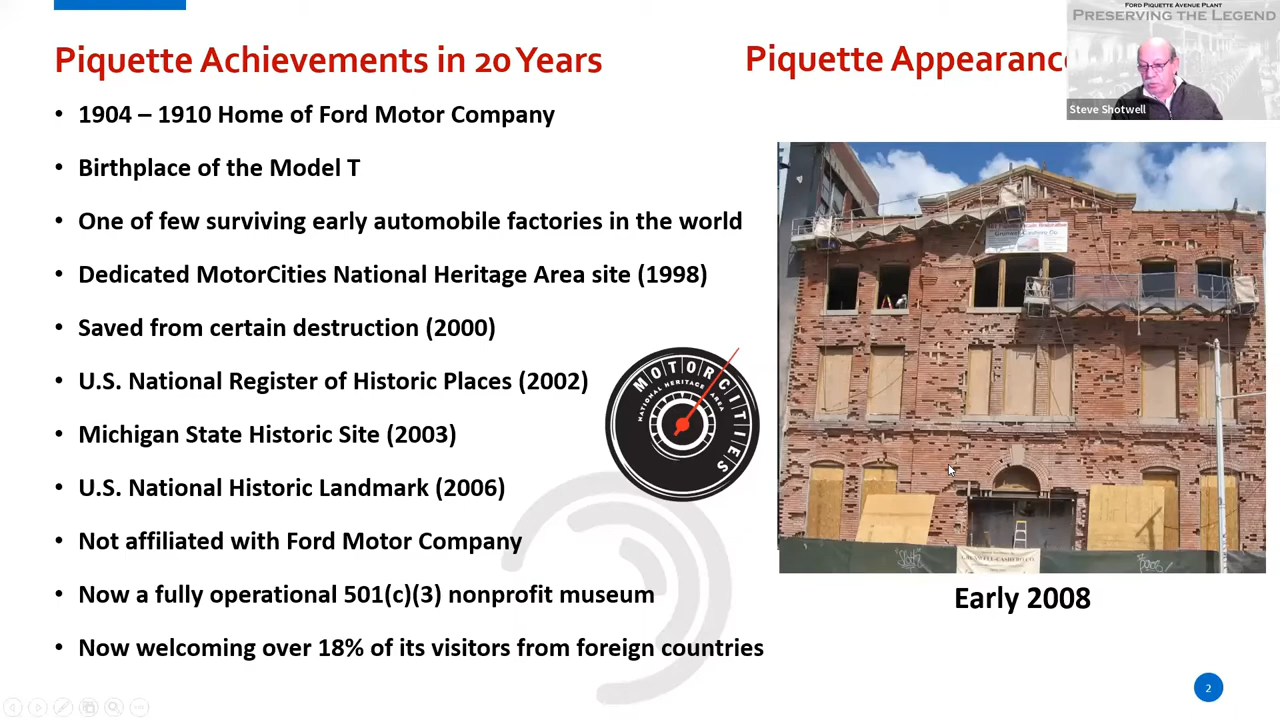 Piquette Achievements in 20 Years
Piquette Appearanc
FORD PIQUETTE AVENUE PLANT
PRESERVING THE LEGEND
Steve Shotwell
• 1904 – 1910 Home of Ford Motor Company
• Birthplace of the Model T
• One of few surviving early automobile factories in the world
• Dedicated MotorCities National Heritage Area site (1998)
• Saved from certain destruction (2000)
• U.S. National Register of Historic Places (2002)
• Michigan State Historic Site (2003)
• U.S. National Historic Landmark (2006)
• Not affiliated with Ford Motor Company
• Now a fully operational 501(c)(3) nonprofit museum
• Now welcoming over 18% of its visitors from foreign countries
MOTORCITIES
NATIONAL HERITAGE AREA
Early 2008
2